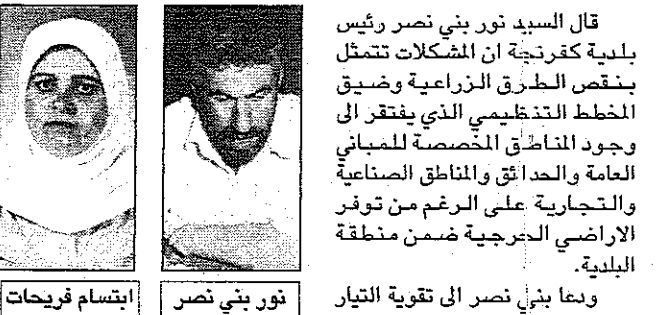 قال السيد نور بني نصر رئيس
بلدية كفرنجة ان المشكلات تتمثل
بنقص الطرق الزراعية وضيق
المخطط التنظيمي الذي يفتقر الى
وجود المناطق المخصصة للمباني
العامة والحدائق والمناطق الصناعية
والتجارية على الرغم من توفر
الاراضي الحرجية ضمن منطقة
البلدية.
ودعا بني نصر الى تقوية التيار
نور بني نصر
ابتسام فريحات